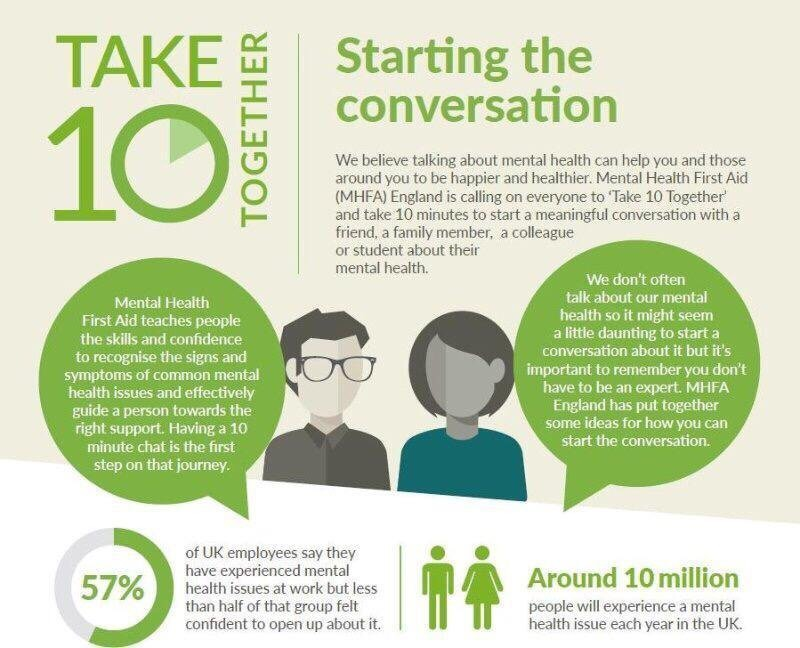 TAKE
10
TOGETHER
Starting the
conversation
We believe talking about mental health can help you and those
around you to be happier and healthier. Mental Health First Aid
(MHFA) England is calling on everyone to ‘Take 10 Together’
and take 10 minutes to start a meaningful conversation with a
friend, a family member, a colleague
or student about their
mental health.
Mental Health
First Aid teaches people
the skills and confidence
to recognise the signs and
symptoms of common mental
health issues and effectively
guide a person towards the
right support. Having a 10
minute chat is the first
step on that journey.
We don’t often
talk about our mental
health so it might seem
a little daunting to start a
conversation about it but it’s
important to remember you don’t
have to be an expert. MHFA
England has put together
some ideas for how you can
start the conversation.
57%
of UK employees say they
have experienced mental
health issues at work but less
than half of that group felt
confident to open up about it.
Around 10 million
people will experience a mental
health issue each year in the UK.